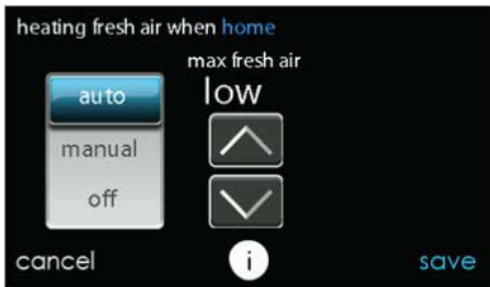 heating fresh air when home
max fresh air
auto
low
manual
off
cancel
i
save